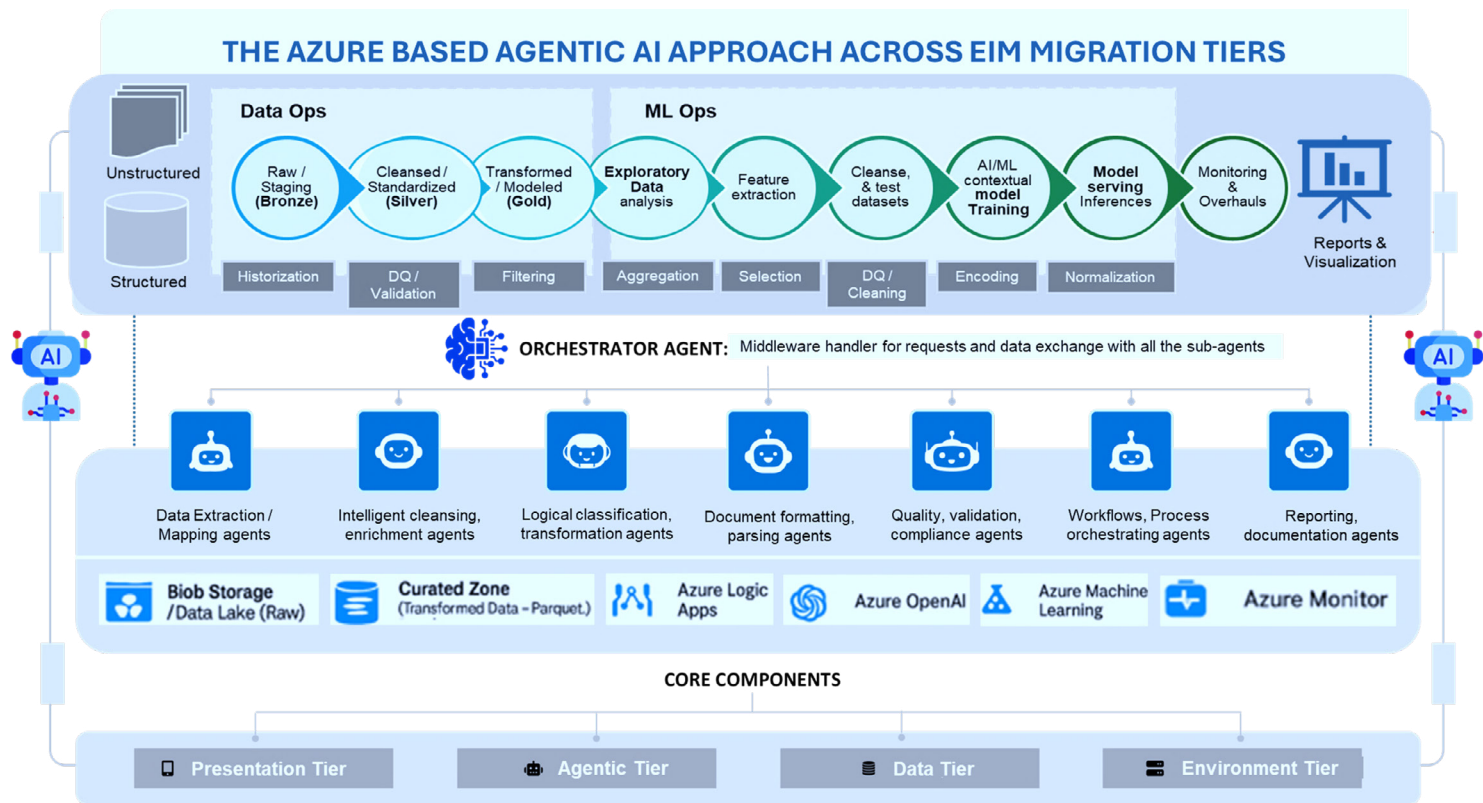 THE AZURE BASED AGENTIC AI APPROACH ACROSS EIM MIGRATION TIERS
Unstructured
Structured
Data Ops
ML Ops
Raw /
Staging
(Bronze)
Cleansed /
Standardized
(Silver)
Transformed
/ Modeled
(Gold)
Exploratory
Data
analysis
Feature
extraction
Cleanse,
& test
datasets
AI/ML
contextual
model
Training
Model
serving
Inferences
Monitoring
&
Overhauls
Reports &
Visualization
Historization
DQ /
Validation
Filtering
Aggregation
Selection
DQ /
Cleaning
Encoding
Normalization
AI
AI
ORCHESTRATOR AGENT: Middleware handler for requests and data exchange with all the sub-agents
Data Extraction /
Mapping agents
Intelligent cleansing,
enrichment agents
Logical classification,
transformation agents
Document formatting,
parsing agents
Quality, validation,
compliance agents
Workflows, Process
orchestrating agents
Reporting,
documentation agents
Biob Storage
/Data Lake (Raw)
Curated Zone
(Transformed Data – Parquet.)
Azure Logic
Apps
Azure OpenAI
Azure Machine
Learning
Azure Monitor
CORE COMPONENTS
Presentation Tier
Agentic Tier
Data Tier
Environment Tier